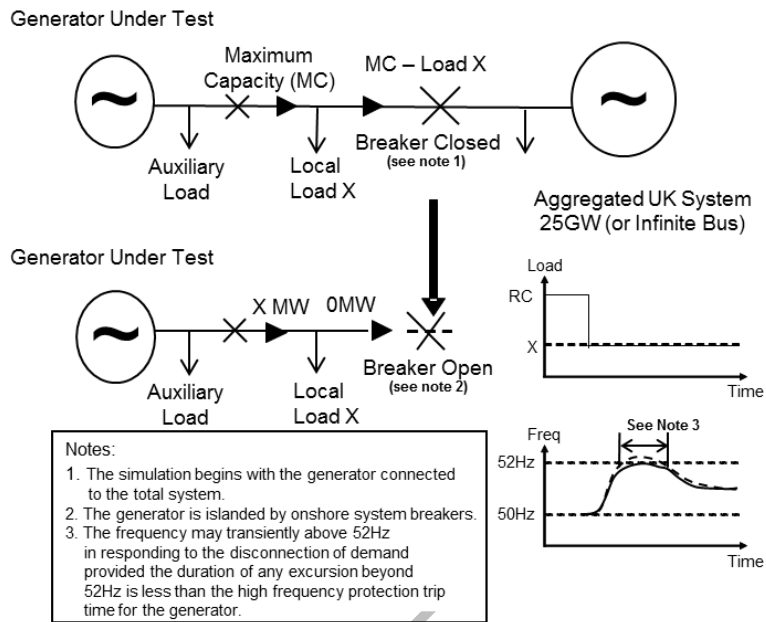 Generator Under Test
Maximum
Capacity (MC)
MC – Load X
Auxiliary
Load
Local
Load X
Breaker Closed
(see note 1)
Aggregated UK System
25GW (or Infinite Bus)
Generator Under Test
X MW
0MW
Auxiliary
Load
Local
Load X
Breaker Open
(see note 2)
Load
RC
X
Time
See Note 3
Freq
52Hz
50Hz
Time
Notes:
1. The simulation begins with the generator connected
to the total system.
2. The generator is islanded by onshore system breakers.
3. The frequency may transiently above 52Hz
in responding to the disconnection of demand
provided the duration of any excursion beyond
52Hz is less than the high frequency protection trip
time for the generator.